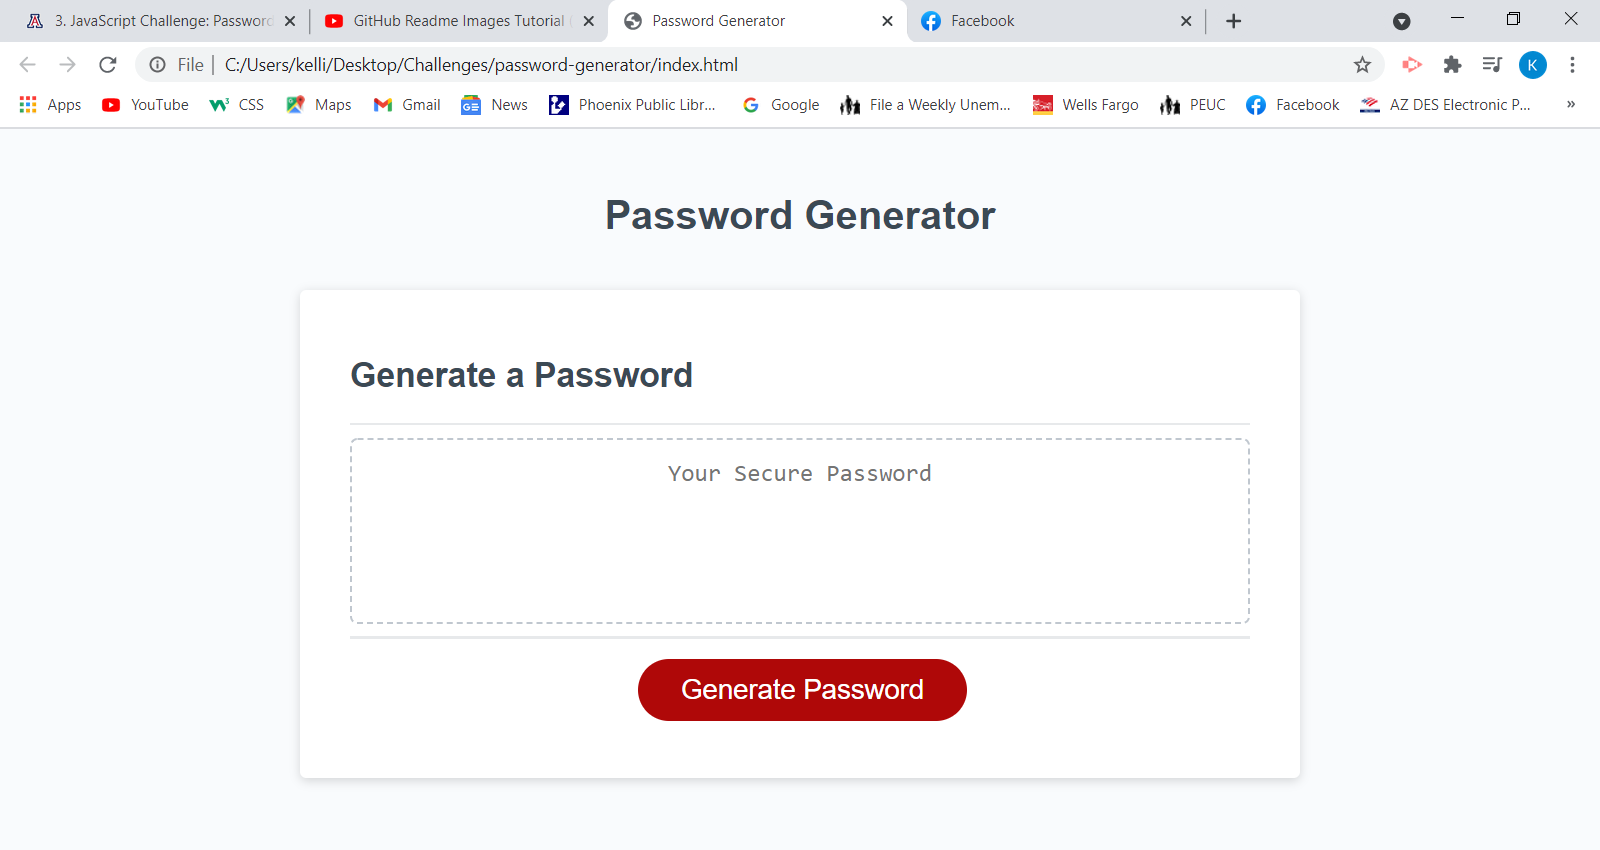 3. JavaScript Challenge: Password
GitHub Readme Images Tutorial
Password Generator
Facebook
File
C:/Users/kelli/Desktop/Challenges/password-generator/index.html
K
Apps
YouTube
CSS
Maps
Gmail
News
Phoenix Public Libr...
Google
File a Weekly Unem...
Wells Fargo
PEUC
Facebook
AZ DES Electronic P...
»
Password Generator
Generate a Password
Your Secure Password
Generate Password